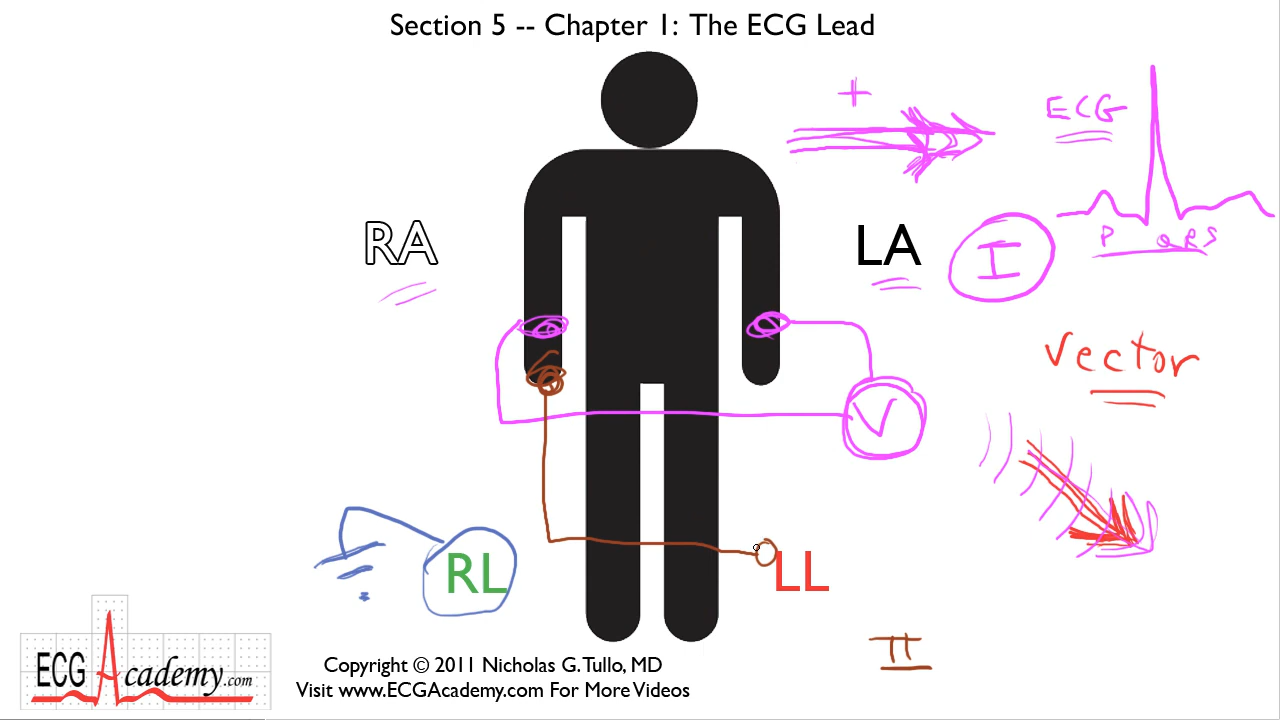 Section 5 -- Chapter 1: The ECG Lead
+
ECG
RA
LA
I
P QRS
Vector
V
RL
LL
II
ECG Academy.com
Copyright © 2011 Nicholas G. Tullo, MD
Visit www.ECGAcademy.com For More Videos